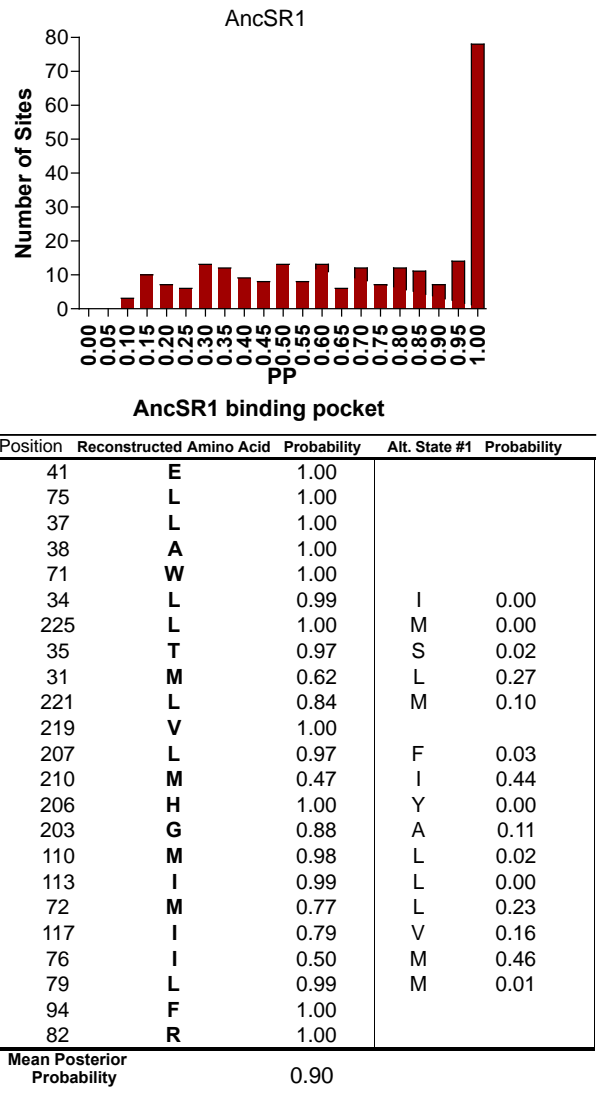 AncSR1
80
70
60
50
40
30
20
10
0
Number of Sites
0.00 0.05 0.10 0.15 0.20 0.25 0.30 0.35 0.40 0.45 0.50 0.55 0.60 0.65 0.70 0.75 0.80 0.85 0.90 0.95 1.00
PP
AncSR1 binding pocket
Position Reconstructed Amino Acid Probability Alt. State #1 Probability
41 E 1.00
75 L 1.00
37 L 1.00
38 A 1.00
71 W 1.00
34 L 0.99 I 0.00
225 L 1.00 M 0.00
35 T 0.97 S 0.02
31 M 0.62 L 0.27
221 L 0.84 M 0.10
219 V 1.00
207 L 0.97 F 0.03
210 M 0.47 I 0.44
206 H 1.00 Y 0.00
203 G 0.88 A 0.11
110 M 0.98 L 0.02
113 I 0.99 L 0.00
72 M 0.77 L 0.23
117 I 0.79 V 0.16
76 I 0.50 M 0.46
79 L 0.99 M 0.01
94 F 1.00
82 R 1.00
Mean Posterior
Probability 0.90